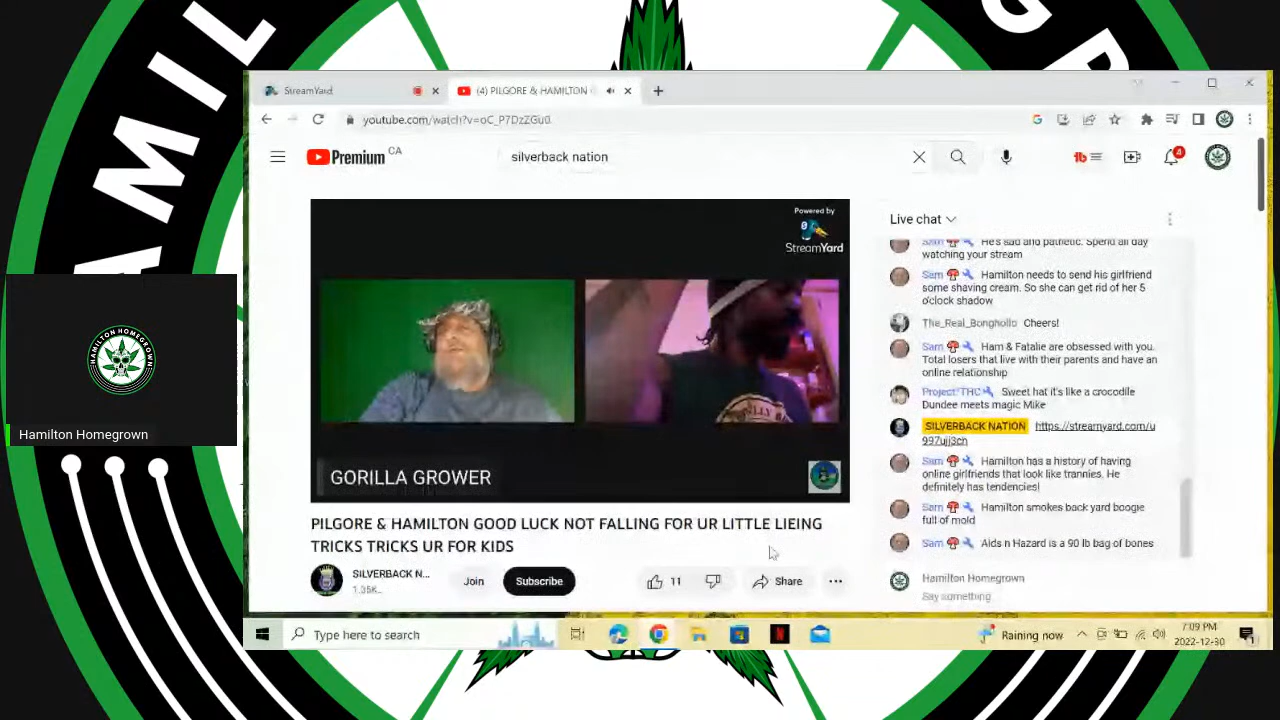 AMIL
GR
StreamYard
(4) PILGORE & HAMILTON
youtube.com/watch?v=oC_P7DzZGu0
Premium CA
silverback nation
4
Powered by
StreamYard
GORILLA GROWER
Live chat
Sam He's sad and pathetic. Spend all day
watching your stream
Sam Hamilton needs to send his girlfriend
some shaving cream. So she can get rid of her 5
o'clock shadow
The_Real_Bongholio Cheers!
Sam Ham & Fatalie are obsessed with you.
Total losers that live with their parents and have an
online relationship
Project THC Sweet hat it's like a crocodile
Dundee meets magic Mike
SILVERBACK NATION https://streamyard.com/u
997ujj3cn
Sam Hamilton has a history of having
online girlfriends that look like trannies. He
definitely has tendencies!
Sam Hamilton smokes back yard boogie
full of mold
Sam Aids n Hazard is a 90 lb bag of bones
Hamilton Homegrown
Say something
HAMILTON HOMEGROWN
Hamilton Homegrown
PILGORE & HAMILTON GOOD LUCK NOT FALLING FOR UR LITTLE LIEING
TRICKS TRICKS UR FOR KIDS
SILVERBACK N...
1.35K
Join
Subscribe
11
Share
Type here to search
Raining now
7:09 PM
2022-12-30